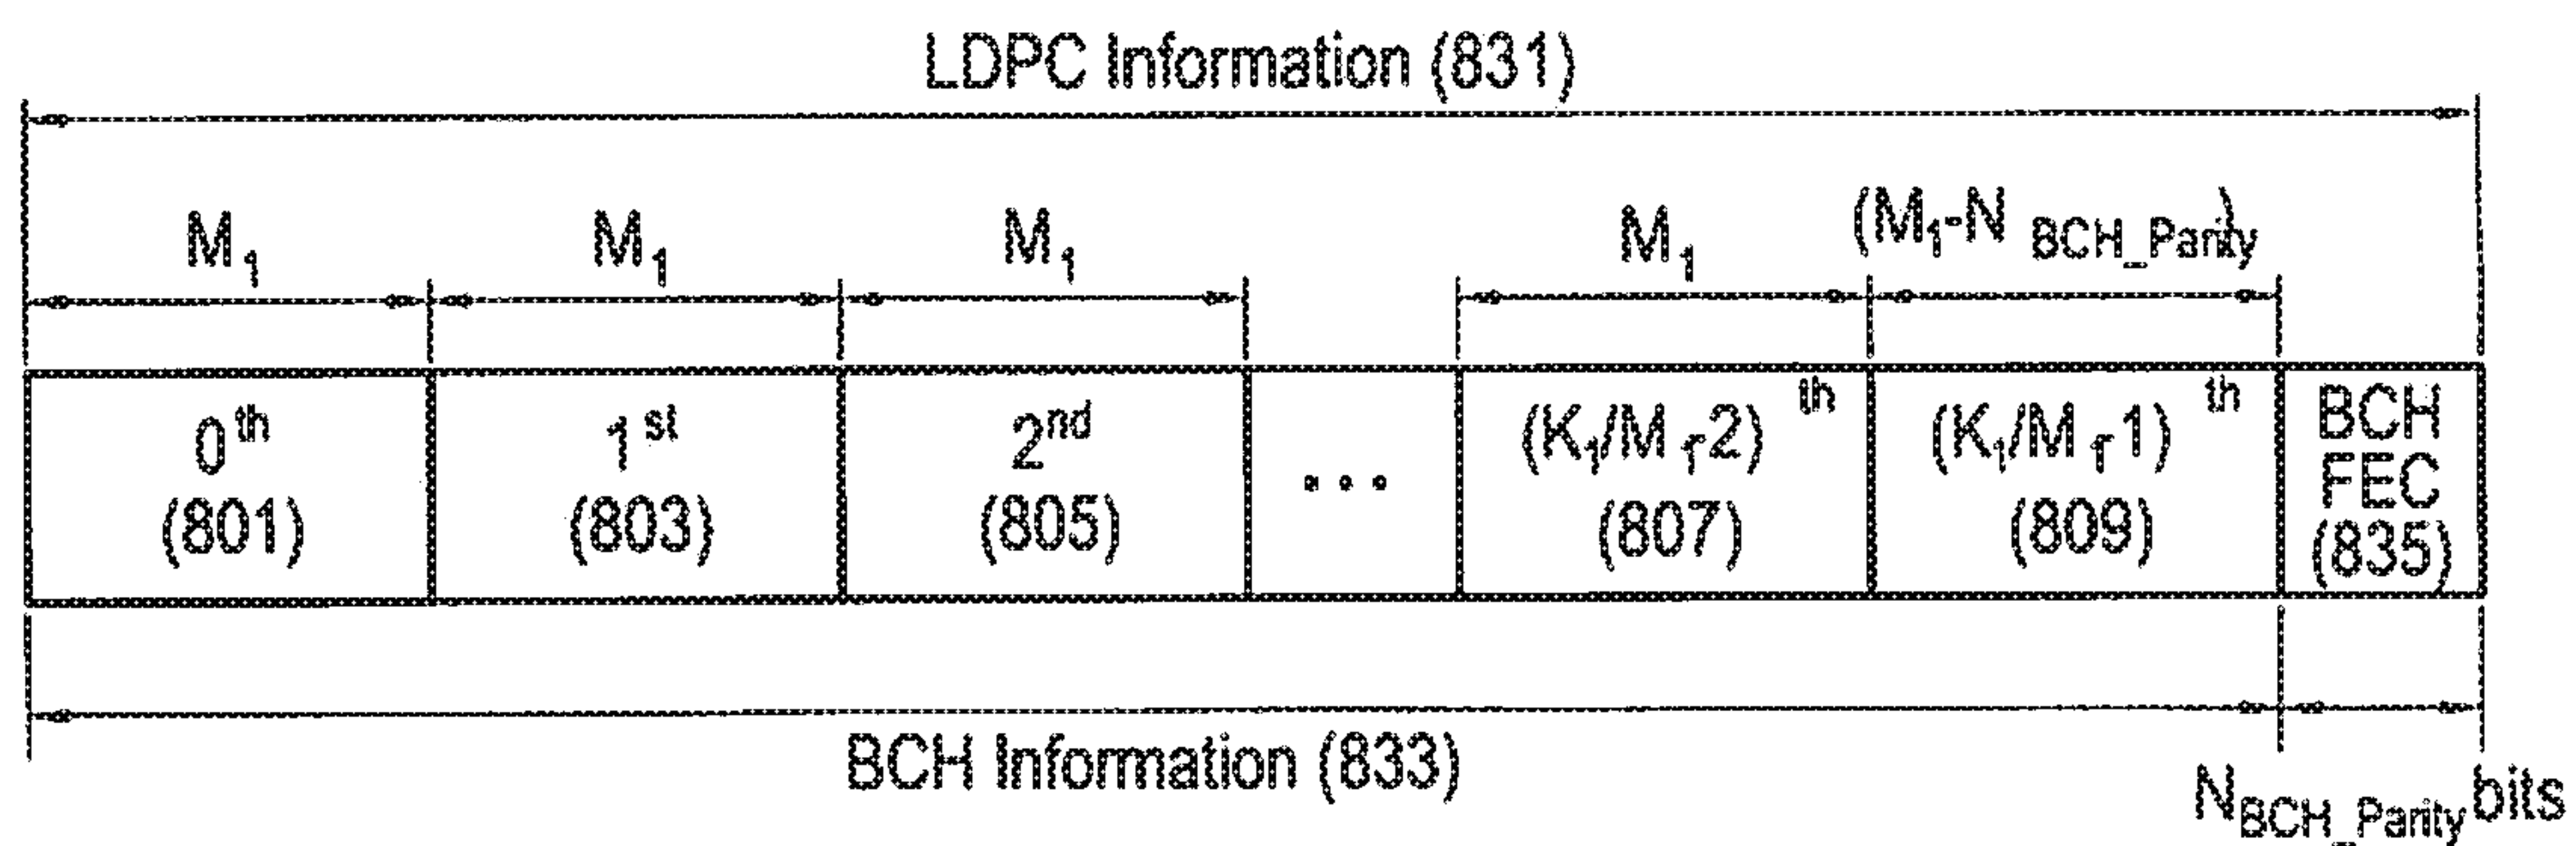 LDPC Information (831)
M₁ M₁ M₁ M₁ (M₁-N BCH_Parity)
0th 1st 2nd ... (K₁/M₁-2)th (K₁/M₁-1)th BCH
FEC
(801) (803) (805) (807) (809) (835)
BCH Information (833)
NBCH_Parity bits